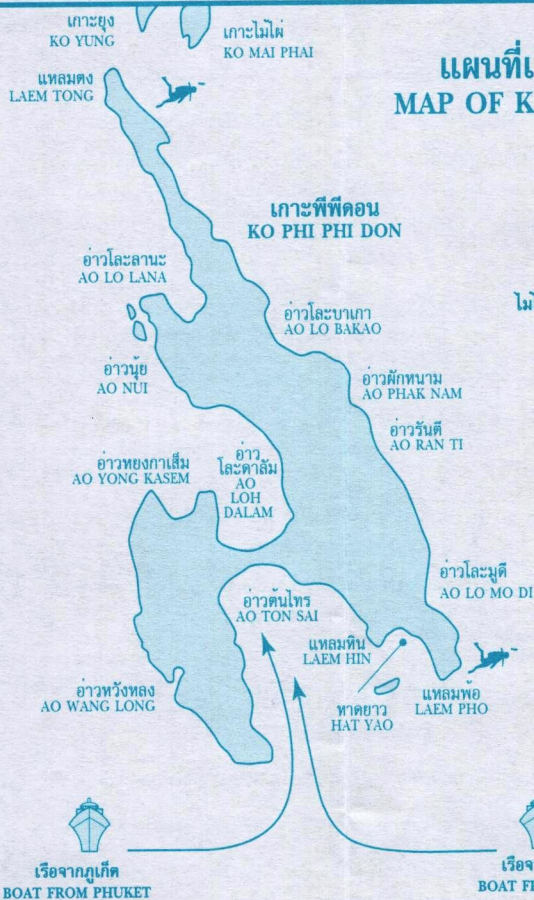 เกาะยุง
KO YUNG
เกาะไม้ไผ่
KO MAI PHAI
แผนที่
MAP OF
แหลมตง
LAEM TONG
เกาะพีพีดอน
KO PHI PHI DON
อ่าวโละลานะ
AO LO LANA
อ่าวโละบาเกา
AO LO BAKAO
อ่าวนุ้ย
AO NUI
อ่าวผักหนาม
AO PHAK NAM
อ่าวรันตี
AO RAN TI
อ่าวหยงกาเส็ม
AO YONG KASEM
อ่าว
โละดาลัม
AO
LOH
DALAM
อ่าวโละมูดี
AO LO MO DI
อ่าวต้นไทร
AO TON SAI
แหลมหิน
LAEM HIN
อ่าวหวังหลง
AO WANG LONG
หาดยาว
HAT YAO
แหลมพ้อ
LAEM PHO
เรือจากภูเก็ต
BOAT FROM PHUKET
BOAT